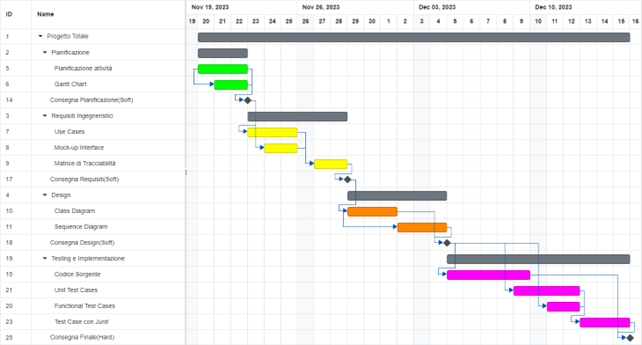 ID Name Nov 19, 2023 Nov 26, 2023 Dec 03, 2023 Dec 10, 2023
19 20 21 22 23 24 25 26 27 28 29 30 1 2 3 4 5 6 7 8 9 10 11 12 13 14 15 16
1 Progetto Totale
2 Pianificazione
5 Pianificazione attività
6 Gantt Chart
14 Consegna Pianificazione(Soft)
3 Requisiti Ingegneristici
7 Use Cases
8 Mock-up Interface
9 Matrice di Tracciabilità
17 Consegna Requisiti(Soft)
4 Design
10 Class Diagram
11 Sequence Diagram
18 Consegna Design(Soft)
19 Testing e Implementazione
15 Codice Sorgente
21 Unit Test Cases
20 Functional Test Cases
23 Test Case con Junit
25 Consegna Finale(Hard)